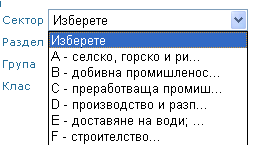 Сектор Изберете
Раздел Изберете
А - селско, горско и ри...
Група В - добивна промишленос...
Клас С - преработваща промиш...
D - производство и разп...
Е - доставяне на води; ...
F - строителство...